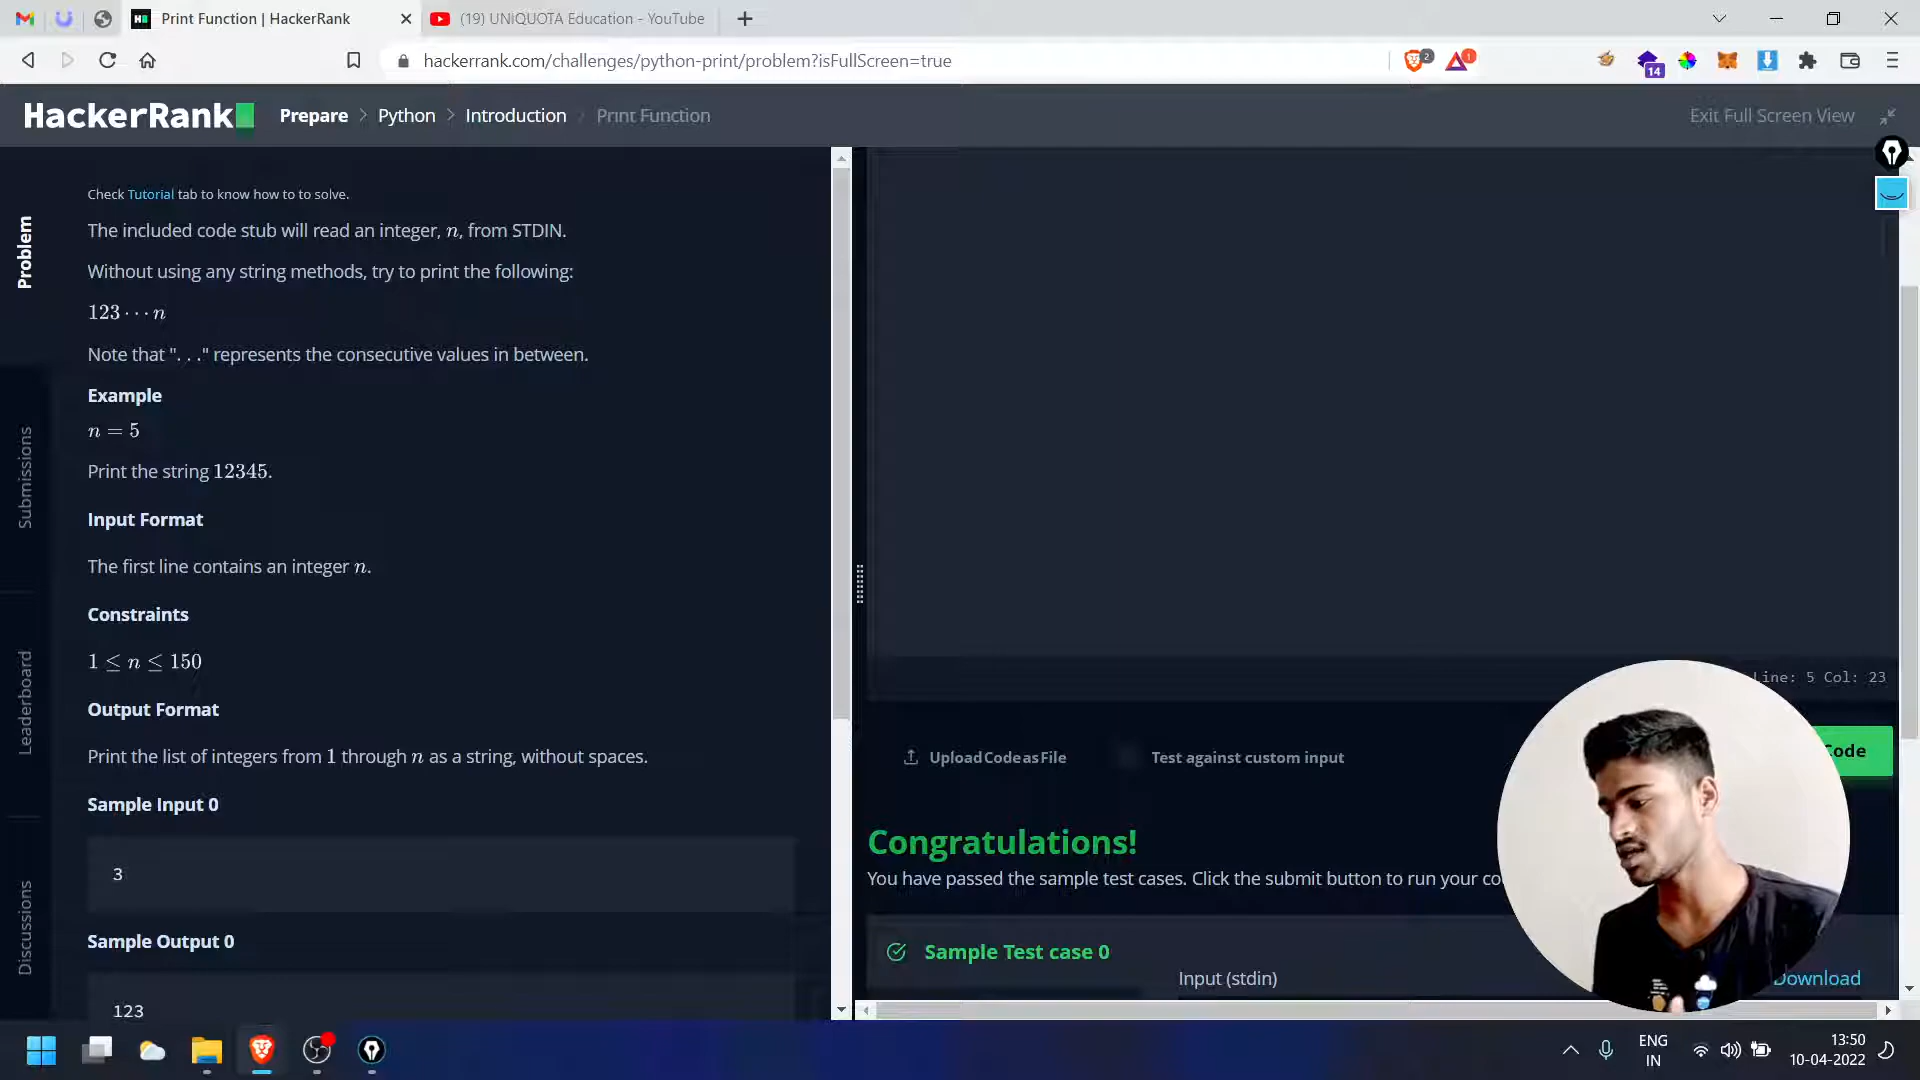 Print Function | HackerRank
(19) UNiQUOTA Education - YouTube
hackerrank.com/challenges/python-print/problem?isFullScreen=true
2
1
14
HackerRank
Prepare > Python > Introduction > Print Function
Exit Full Screen View
Problem
Submissions
Leaderboard
Discussions
Check Tutorial tab to know how to to solve.
The included code stub will read an integer, n, from STDIN.
Without using any string methods, try to print the following:
123 · · · n
Note that ". . ." represents the consecutive values in between.
Example
n = 5
Print the string 12345.
Input Format
The first line contains an integer n.
Constraints
1 ≤ n ≤ 150
Output Format
Print the list of integers from 1 through n as a string, without spaces.
Sample Input 0
3
Sample Output 0
123
Line: 5 Col: 23
Upload Code as File
Test against custom input
Code
Congratulations!
You have passed the sample test cases. Click the submit button to run your co
Sample Test case 0
Input (stdin)
Download
ENG
IN
13:50
10-04-2022